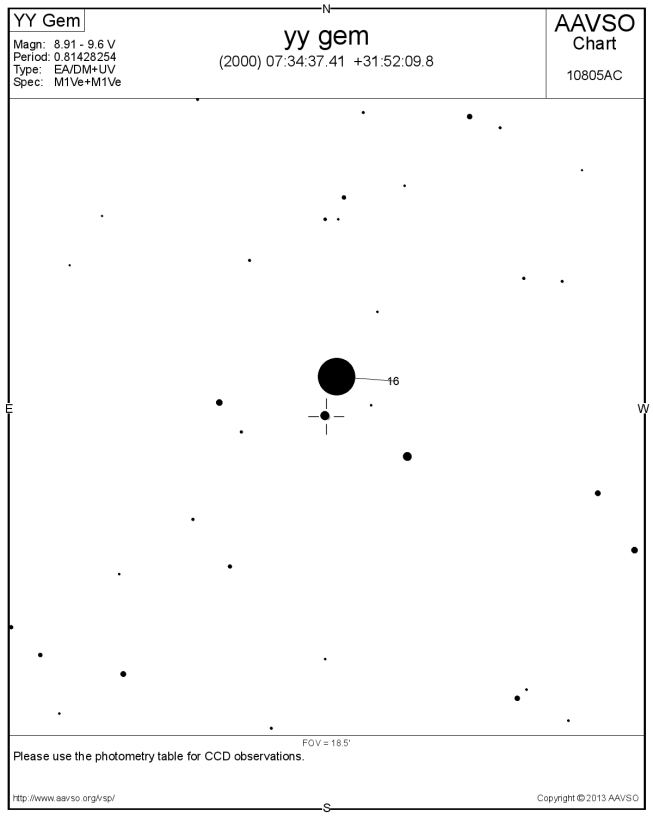 N
YY Gem
Magn: 8.91 - 9.6 V
Period: 0.81428254
Type: EA/DM+UV
Spec: M1Ve+M1Ve
yy gem
(2000) 07:34:37.41 +31:52:09.8
AAVSO
Chart
10805AC
16
E
W
FOV = 18.5'
Please use the photometry table for CCD observations.
http://www.aavso.org/vsp/
Copyright © 2013 AAVSO
S